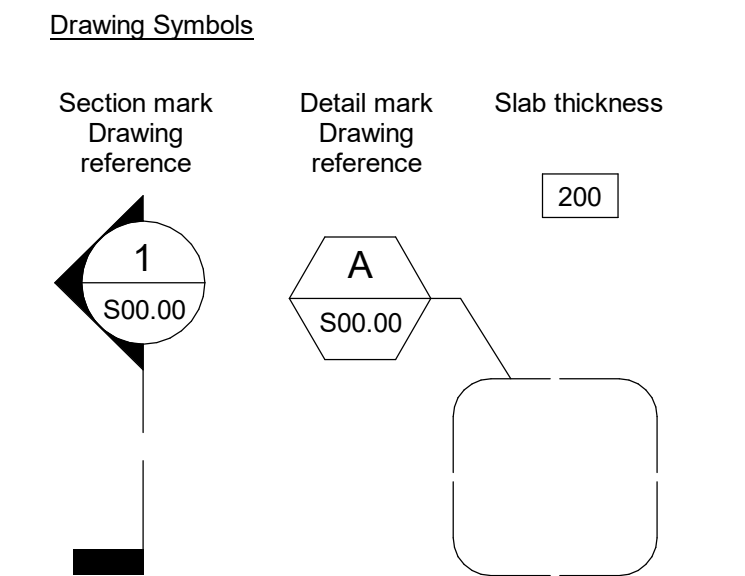 Drawing Symbols
Section mark
Drawing
reference
Detail mark
Drawing
reference
Slab thickness
200
1
S00.00
A
S00.00